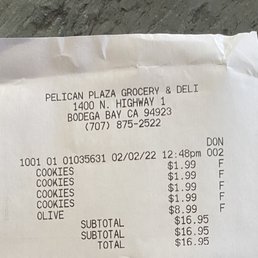 PELICAN PLAZA GROCERY & DELI
1400 N. HIGHWAY 1
BODEGA BAY CA 94923
(707) 875-2522
DON
1001 01 01035631 02/02/22 12:48pm 002
COOKIES $1.99 F
COOKIES $1.99 F
COOKIES $1.99 F
COOKIES $1.99 F
OLIVE $8.99 F
SUBTOTAL $16.95
SUBTOTAL $16.95
TOTAL $16.95